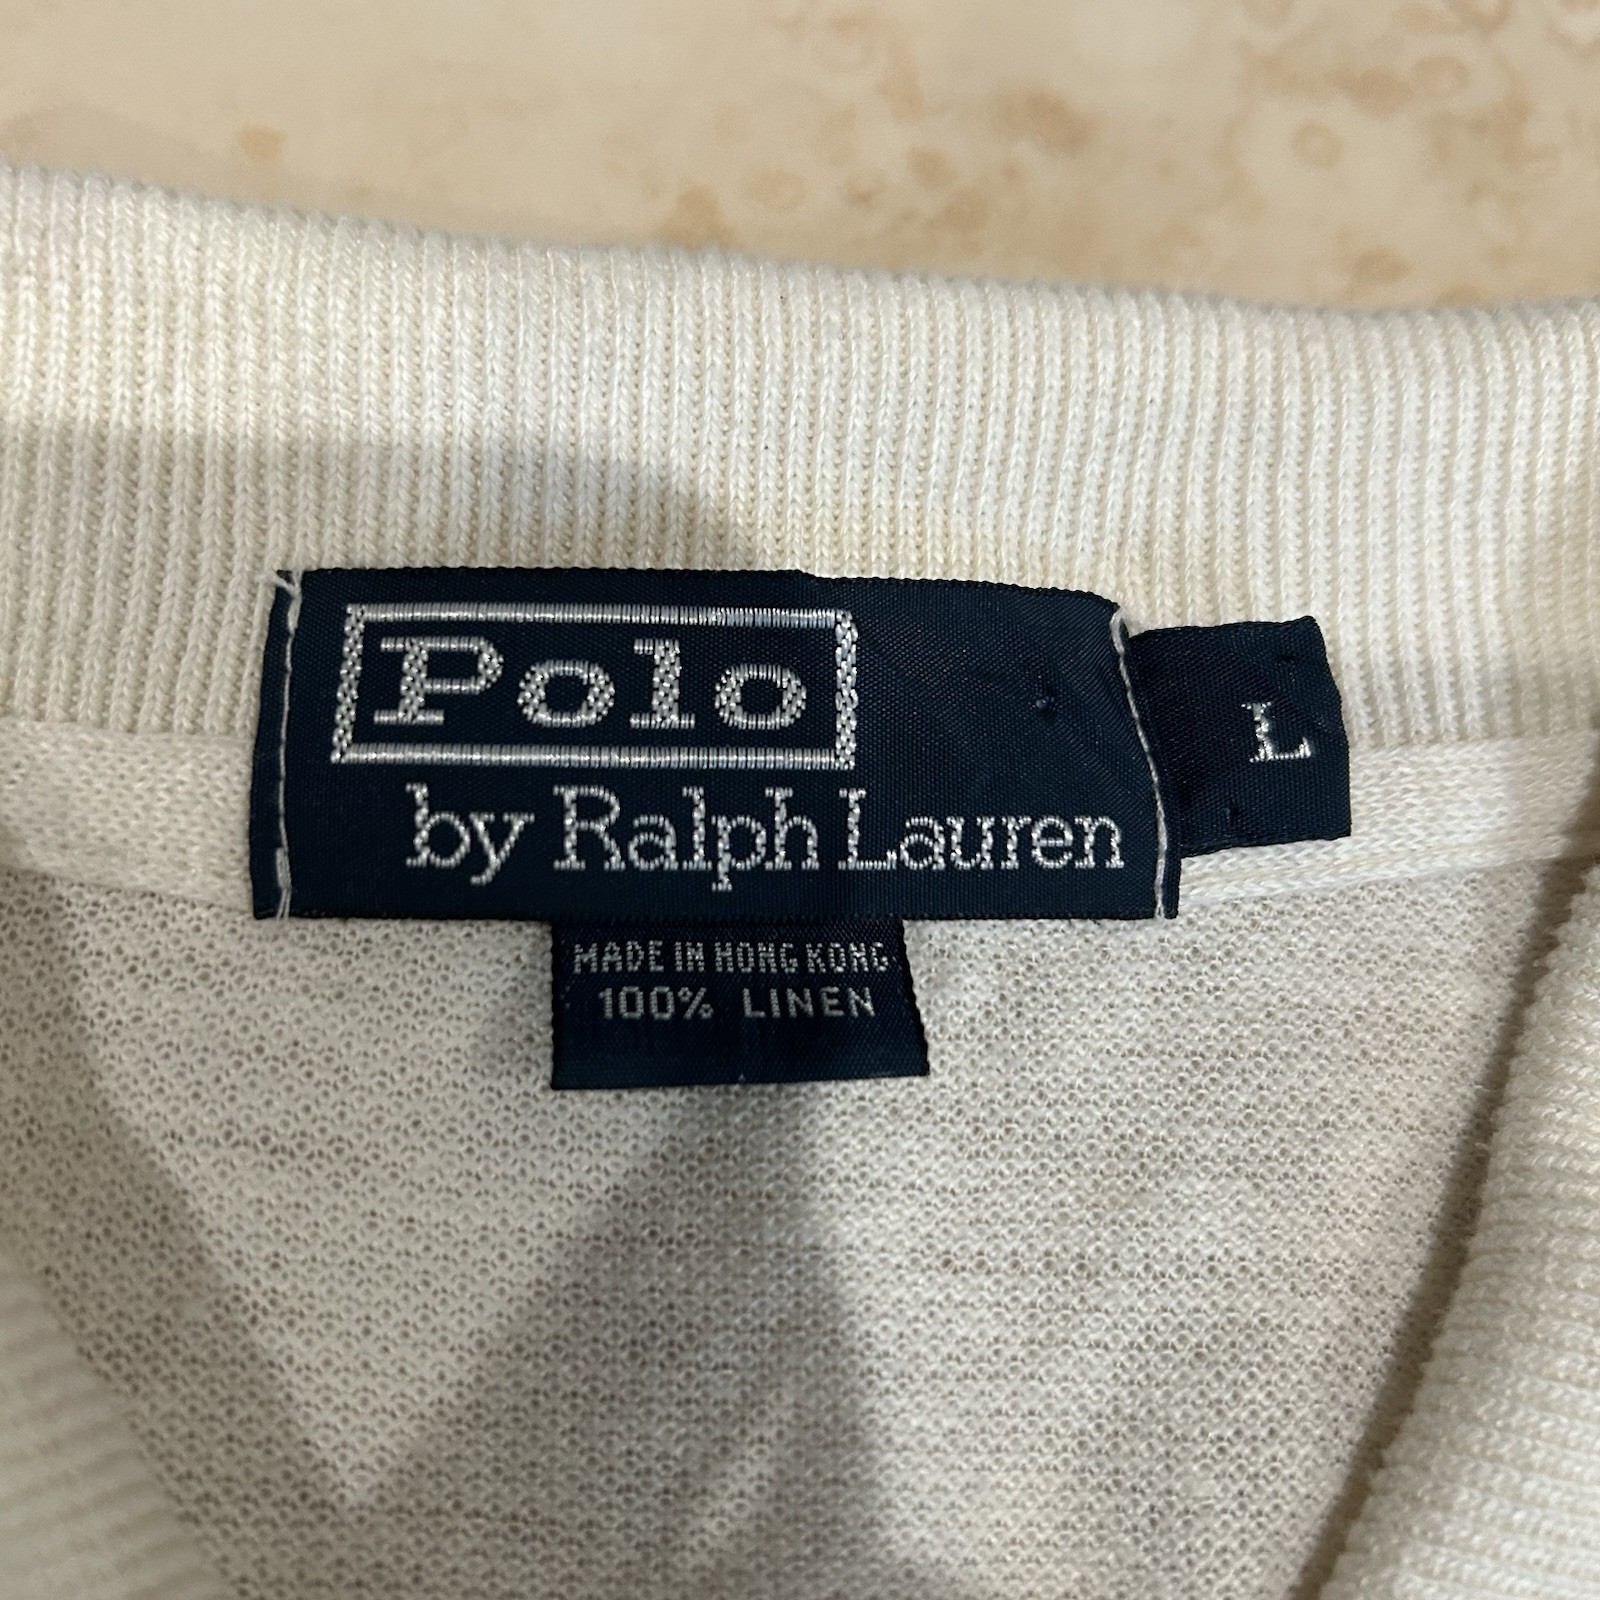 Polo
by Ralph Lauren
L
MADE IN HONG KONG
100% LINEN